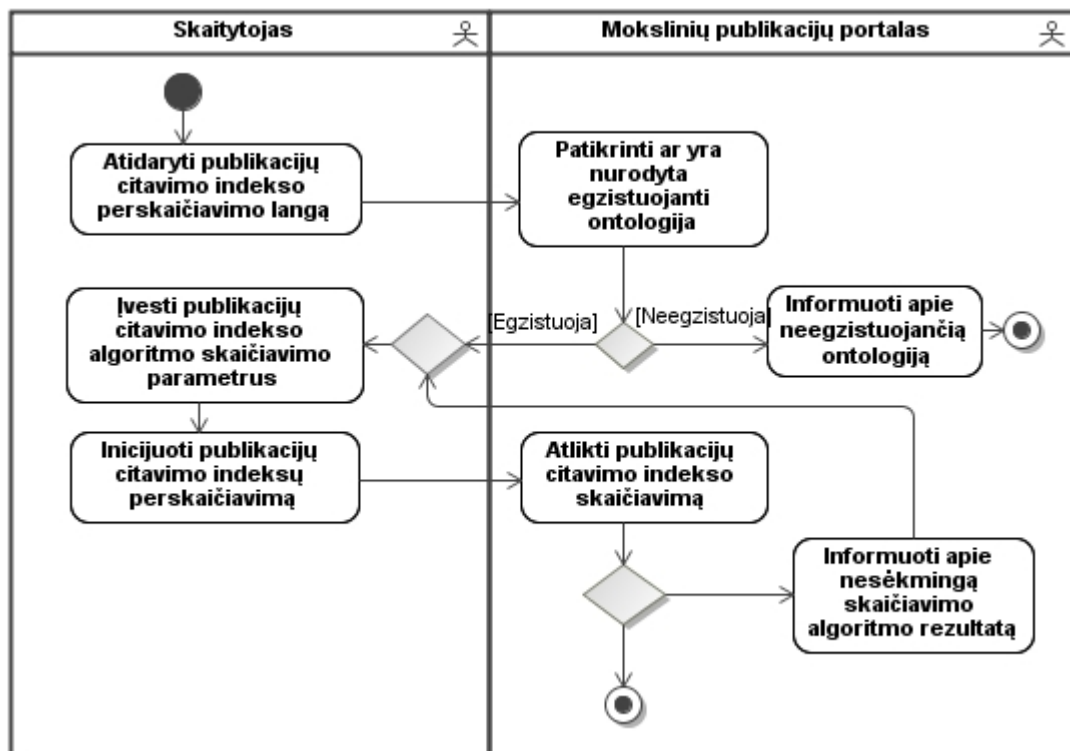 Skaitytojas
Mokslinių publikacijų portalas
Atidaryti publikacijų
citavimo indekso
perskaičiavimo langą
Patikrinti ar yra
nurodyta
egzistuojanti
ontologija
[Egzistuoja]
[Neegzistuoja]
Informuoti apie
neegzistuojančią
ontologiją
Įvesti publikacijų
citavimo indekso
algoritmo skaičiavimo
parametrus
Inicijuoti publikacijų
citavimo indeksų
perskaičiavimą
Atlikti publikacijų
citavimo indekso
skaičiavimą
Informuoti apie
nesėkmingą
skaičiavimo
algoritmo rezultatą